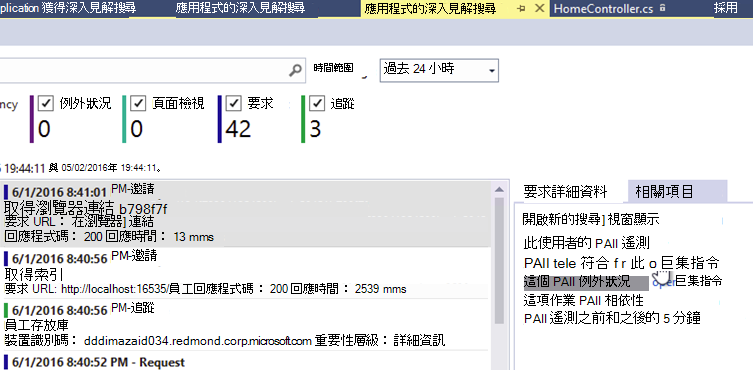 pplication 獲得深入見解搜尋 應用程式的深入見解搜尋 應用程式的深入見解搜尋 HomeController.cs 採用
時間範圍 過去 24 小時
ency 例外狀況 頁面檢視 要求 追蹤
0 0 42 3
19:44:11 與 05/02/2016年 19:44:11。
6/1/2016 8:41:01 PM-邀請
取得瀏覽器連結 b798f7f
要求 URL： 在瀏覽器] 連結
回應程式碼： 200 回應時間： 13 mms
6/1/2016 8:40:56 PM-邀請
取得索引
要求 URL: http://localhost:16535/員工回應程式碼： 200 回應時間： 2539 mms
6/1/2016 8:40:56 PM-追蹤
員工存放庫
裝置識別碼： dddimazaid034.redmond.corp.microsoft.com 重要性層級： 詳細資訊
6/1/2016 8:40:52 PM - Request
要求詳細資料 相關項目
開啟新的搜尋] 視窗顯示
此使用者的 PAII 遙測
PAII tele 符合 f r 此 o 巨集指令
這個 PAII 例外狀況 巨集指令
這項作業 PAII 相依性
PAII 遙測之前和之後的 5 分鐘